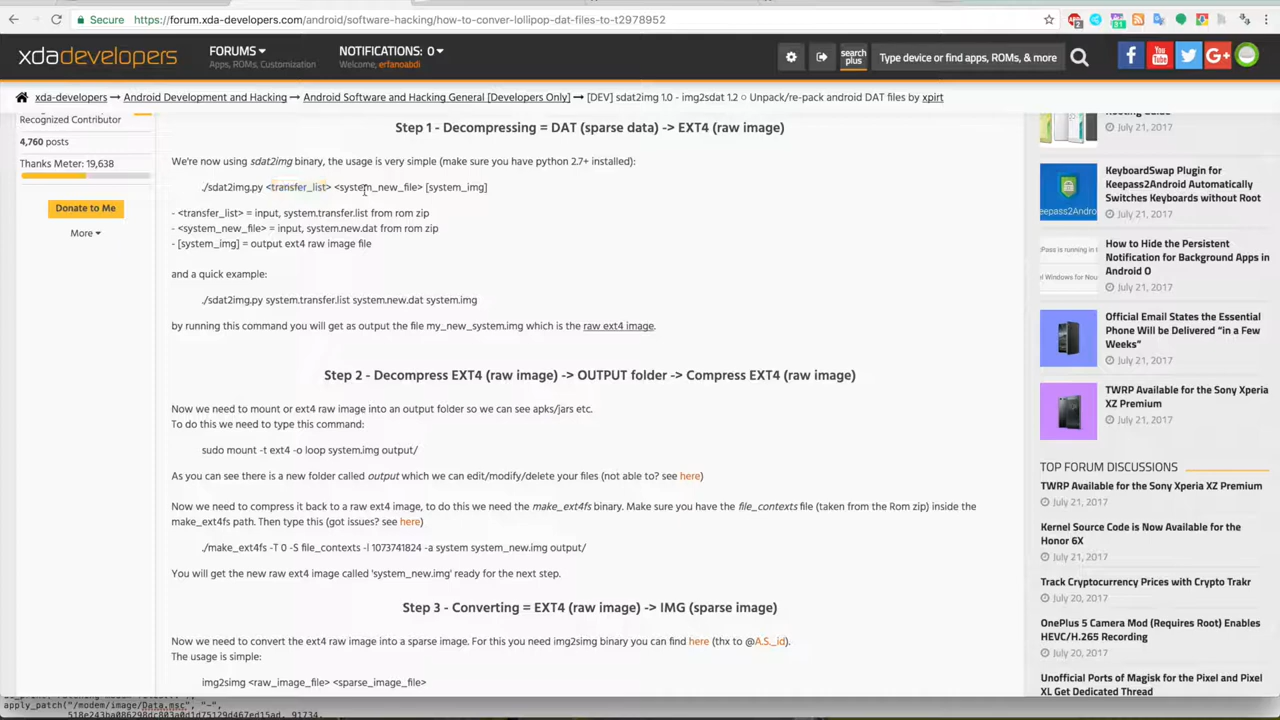 Secure https://forum.xda-developers.com/android/software-hacking/how-to-conver-lollipop-dat-files-to-t2978952
xdadevelopers
FORUMS
Apps, ROMs, Customization
NOTIFICATIONS: 0
Welcome, erfanoabdi
search plus
Type device or find apps, ROMs, & more
xda-developers > Android Development and Hacking > Android Software and Hacking General [Developers Only] > [DEV] sdat2img 1.0 - img2sdat 1.2 ○ Unpack/re-pack android DAT files by xpirt
Recognized Contributor
4,760 posts
Thanks Meter: 19,638
Donate to Me
More
Step 1 - Decompressing = DAT (sparse data) -> EXT4 (raw image)
We're now using sdat2img binary, the usage is very simple (make sure you have python 2.7+ installed):
./sdat2img.py <transfer_list> <system_new_file> [system_img]
- <transfer_list> = input, system.transfer.list from rom zip
- <system_new_file> = input, system.new.dat from rom zip
- [system_img] = output ext4 raw image file
and a quick example:
./sdat2img.py system.transfer.list system.new.dat system.img
by running this command you will get as output the file my_new_system.img which is the raw ext4 image.
Step 2 - Decompress EXT4 (raw image) -> OUTPUT folder -> Compress EXT4 (raw image)
Now we need to mount or ext4 raw image into an output folder so we can see apks/jars etc.
To do this we need to type this command:
sudo mount -t ext4 -o loop system.img output/
As you can see there is a new folder called output which we can edit/modify/delete your files (not able to? see here)
Now we need to compress it back to a raw ext4 image, to do this we need the make_ext4fs binary. Make sure you have the file_contexts file (taken from the Rom zip) inside the
make_ext4fs path. Then type this (got issues? see here)
./make_ext4fs -T 0 -S file_contexts -l 1073741824 -a system system_new.img output/
You will get the new raw ext4 image called 'system_new.img' ready for the next step.
Step 3 - Converting = EXT4 (raw image) -> IMG (sparse image)
Now we need to convert the ext4 raw image into a sparse image. For this you need img2simg binary you can find here (thx to @A.S._id).
The usage is simple:
img2simg <raw_image_file> <sparse_image_file>
July 21, 2017
KeyboardSwap Plugin for
Keepass2Android Automatically
Switches Keyboards without Root
July 21, 2017
How to Hide the Persistent
Notification for Background Apps in
Android O
July 21, 2017
Official Email States the Essential
Phone Will be Delivered “in a Few
Weeks”
July 21, 2017
TWRP Available for the Sony Xperia
XZ Premium
July 21, 2017
TOP FORUM DISCUSSIONS
TWRP Available for the Sony Xperia XZ Premium
July 21, 2017
Kernel Source Code is Now Available for the
Honor 6X
July 21, 2017
Track Cryptocurrency Prices with Crypto Trakr
July 20, 2017
OnePlus 5 Camera Mod (Requires Root) Enables
HEVC/H.265 Recording
July 20, 2017
Unofficial Ports of Magisk for the Pixel and Pixel
XL Get Dedicated Thread
apply_patch("/modem/image/Data.msc", "-",